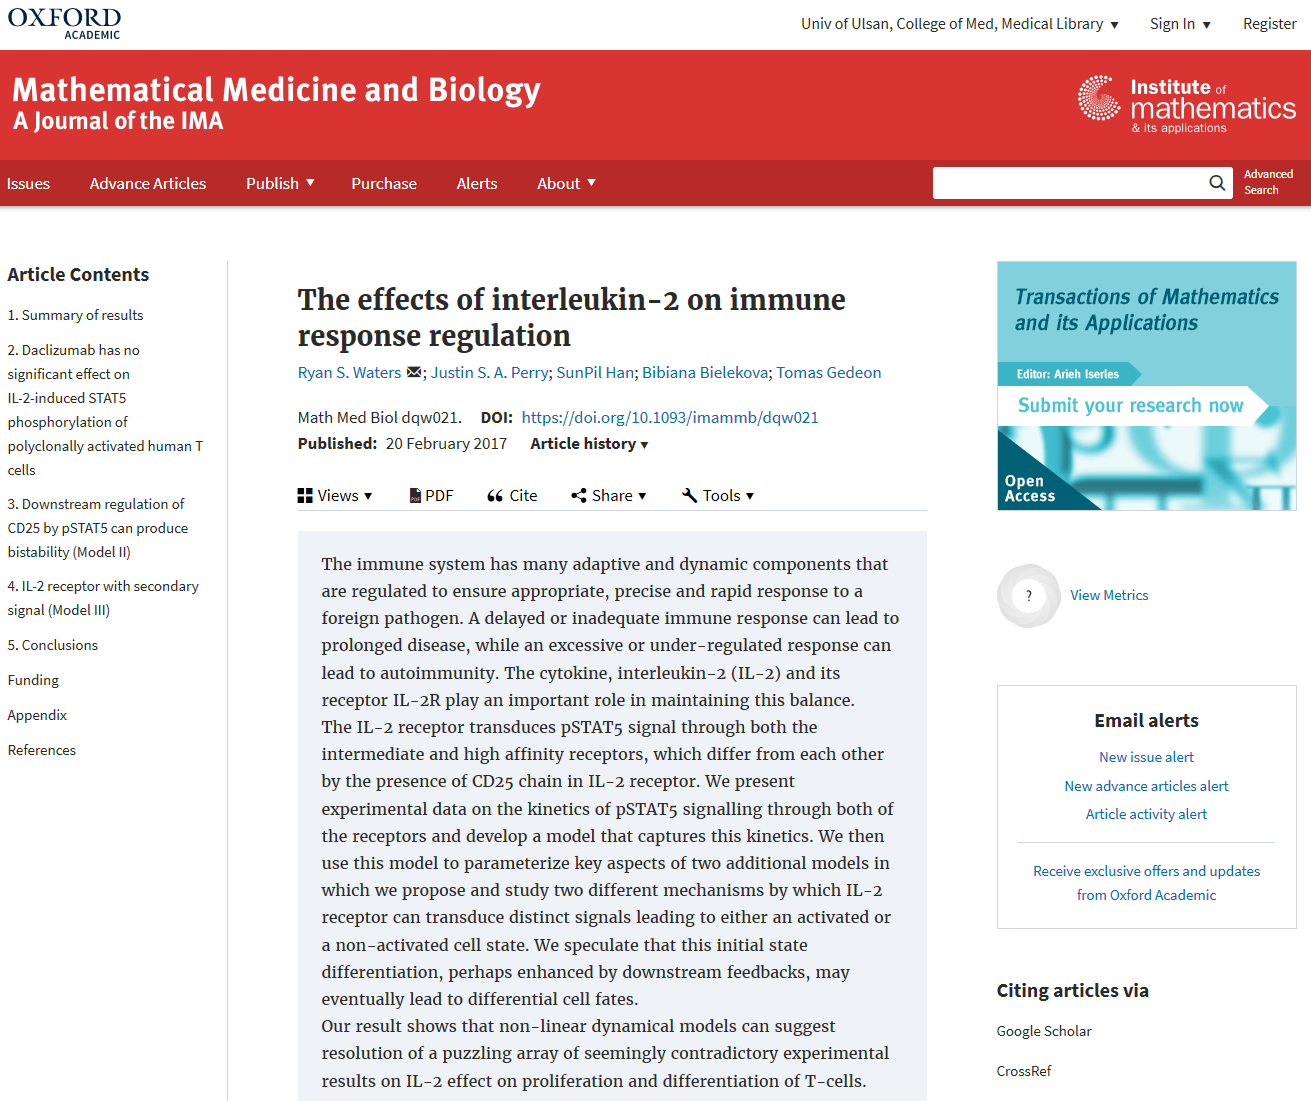 OXFORD
ACADEMIC
Univ of Ulsan, College of Med, Medical Library ▼
Sign In ▼
Register
Mathematical Medicine and Biology
A Journal of the IMA
Institute of
mathematics
& its applications
Issues
Advance Articles
Publish ▼
Purchase
Alerts
About ▼
Advanced
Search
Article Contents
1. Summary of results
2. Daclizumab has no
significant effect on
IL-2-induced STAT5
phosphorylation of
polyclonally activated human T
cells
3. Downstream regulation of
CD25 by pSTAT5 can produce
bistability (Model II)
4. IL-2 receptor with secondary
signal (Model III)
5. Conclusions
Funding
Appendix
References
The effects of interleukin-2 on immune
response regulation
Ryan S. Waters ; Justin S. A. Perry; SunPil Han; Bibiana Bielekova; Tomas Gedeon
Math Med Biol dqw021. DOI: https://doi.org/10.1093/imammb/dqw021
Published: 20 February 2017 Article history ▼
Views ▼
PDF
Cite
Share ▼
Tools ▼
The immune system has many adaptive and dynamic components that
are regulated to ensure appropriate, precise and rapid response to a
foreign pathogen. A delayed or inadequate immune response can lead to
prolonged disease, while an excessive or under-regulated response can
lead to autoimmunity. The cytokine, interleukin-2 (IL-2) and its
receptor IL-2R play an important role in maintaining this balance.
The IL-2 receptor transduces pSTAT5 signal through both the
intermediate and high affinity receptors, which differ from each other
by the presence of CD25 chain in IL-2 receptor. We present
experimental data on the kinetics of pSTAT5 signalling through both of
the receptors and develop a model that captures this kinetics. We then
use this model to parameterize key aspects of two additional models in
which we propose and study two different mechanisms by which IL-2
receptor can transduce distinct signals leading to either an activated or
a non-activated cell state. We speculate that this initial state
differentiation, perhaps enhanced by downstream feedbacks, may
eventually lead to differential cell fates.
Our result shows that non-linear dynamical models can suggest
resolution of a puzzling array of seemingly contradictory experimental
results on IL-2 effect on proliferation and differentiation of T-cells.
Transactions of Mathematics
and its Applications
Editor: Arieh Iserles
Submit your research now
Open
Access
?
View Metrics
Email alerts
New issue alert
New advance articles alert
Article activity alert
Receive exclusive offers and updates
from Oxford Academic
Citing articles via
Google Scholar
CrossRef